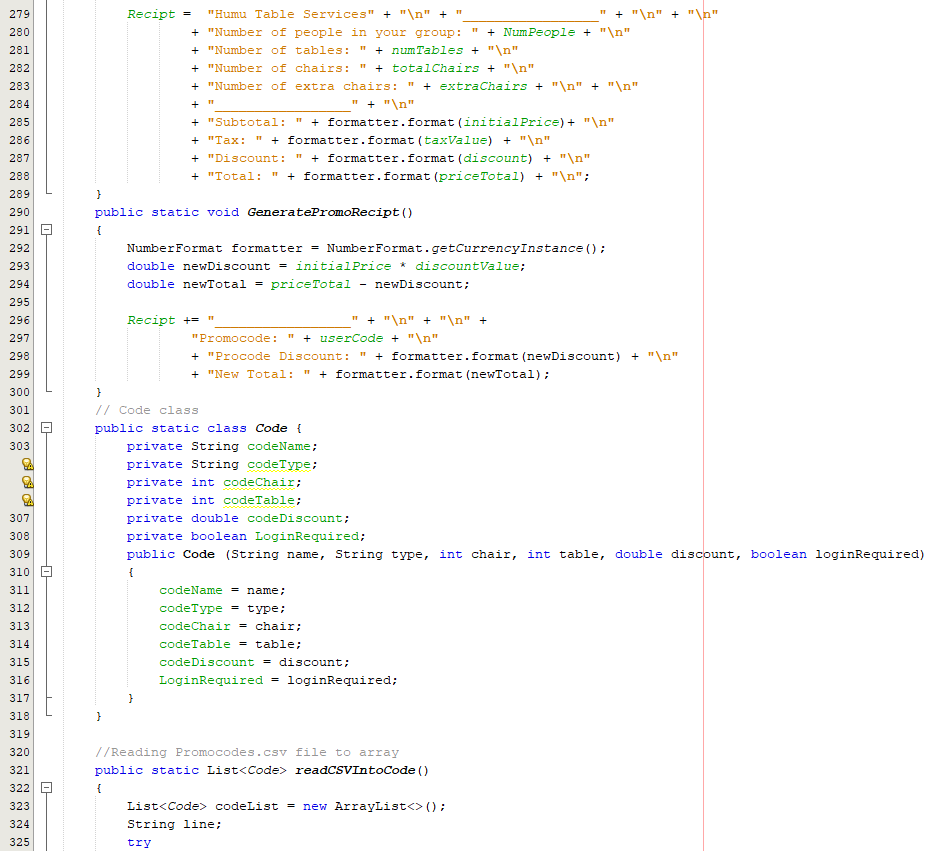 279 Recipt =  "Humu Table Services" + "\n" + "_________________" + "\n" + "\n"
280 + "Number of people in your group: " + NumPeople + "\n"
281 + "Number of tables: " + numTables + "\n"
282 + "Number of chairs: " + totalChairs + "\n"
283 + "Number of extra chairs: " + extraChairs + "\n" + "\n"
284 + "_________________" + "\n"
285 + "Subtotal: " + formatter.format(initialPrice)+ "\n"
286 + "Tax: " + formatter.format(taxValue) + "\n"
287 + "Discount: " + formatter.format(discount) + "\n"
288 + "Total: " + formatter.format(priceTotal) + "\n";
289 }
290 public static void GeneratePromoRecipt()
291 {
292 NumberFormat formatter = NumberFormat.getCurrencyInstance();
293 double newDiscount = initialPrice * discountValue;
294 double newTotal = priceTotal - newDiscount;
295
296 Recipt += "_________________" + "\n" + "\n" +
297 "Promocode: " + userCode + "\n"
298 + "Procode Discount: " + formatter.format(newDiscount) + "\n"
299 + "New Total: " + formatter.format(newTotal);
300 }
301 // Code class
302 public static class Code {
303 private String codeName;
private String codeType;
private int codeChair;
private int codeTable;
307 private double codeDiscount;
308 private boolean LoginRequired;
309 public Code (String name, String type, int chair, int table, double discount, boolean loginRequired)
310 {
311 codeName = name;
312 codeType = type;
313 codeChair = chair;
314 codeTable = table;
315 codeDiscount = discount;
316 LoginRequired = loginRequired;
317 }
318 }
319
320 //Reading Promocodes.csv file to array
321 public static List<Code> readCSVIntoCode()
322 {
323 List<Code> codeList = new ArrayList<>();
324 String line;
325 try